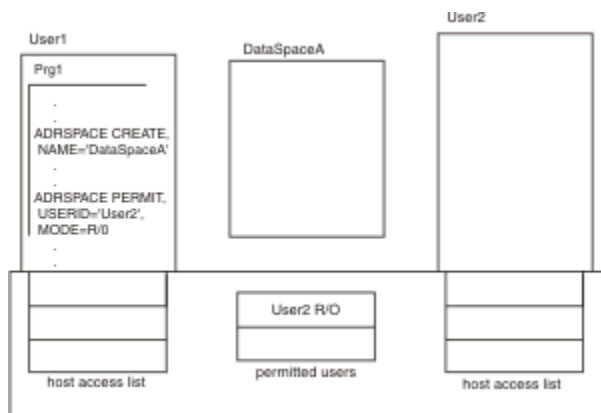 User1
Prg1
.
.
ADRSPACE CREATE,
NAME='DataSpaceA'
.
.
ADRSPACE PERMIT,
USERID='User2',
MODE=R/0
.
.
host access list
DataSpaceA
User2 R/O
permitted users
User2
host access list